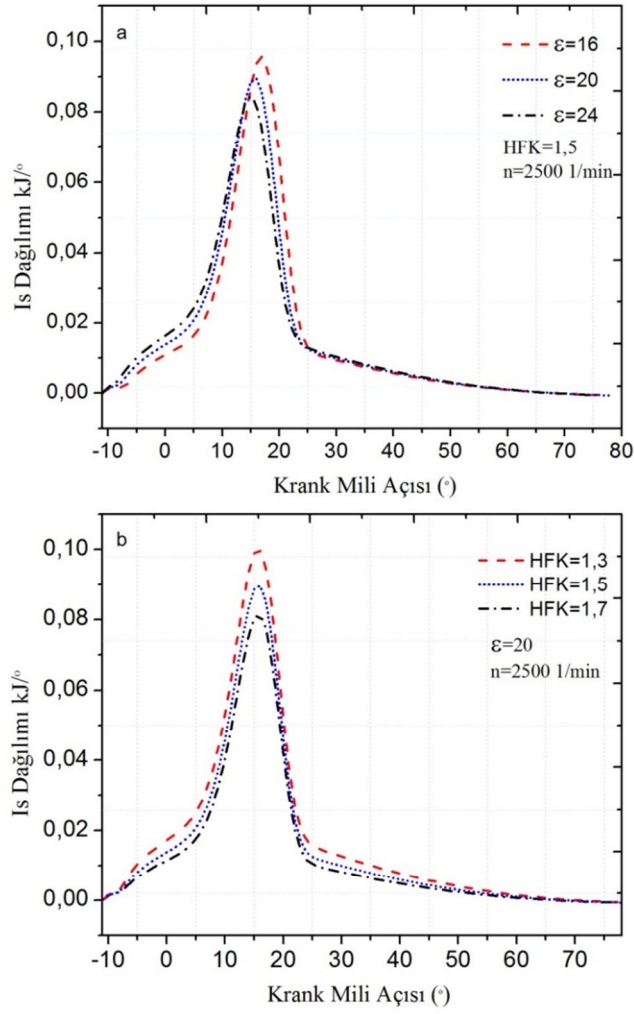 a
ε=16
ε=20
ε=24
HFK=1,5
n=2500 1/min
Is Dağılımı kJ/°
0,10
0,08
0,06
0,04
0,02
0,00
-10 0 10 20 30 40 50 60 70 80
Krank Mili Açısı (°)
b
HFK=1,3
HFK=1,5
HFK=1,7
ε=20
n=2500 1/min
Is Dağılımı kJ/°
0,10
0,08
0,06
0,04
0,02
0,00
-10 0 10 20 30 40 50 60 70
Krank Mili Açısı (°)